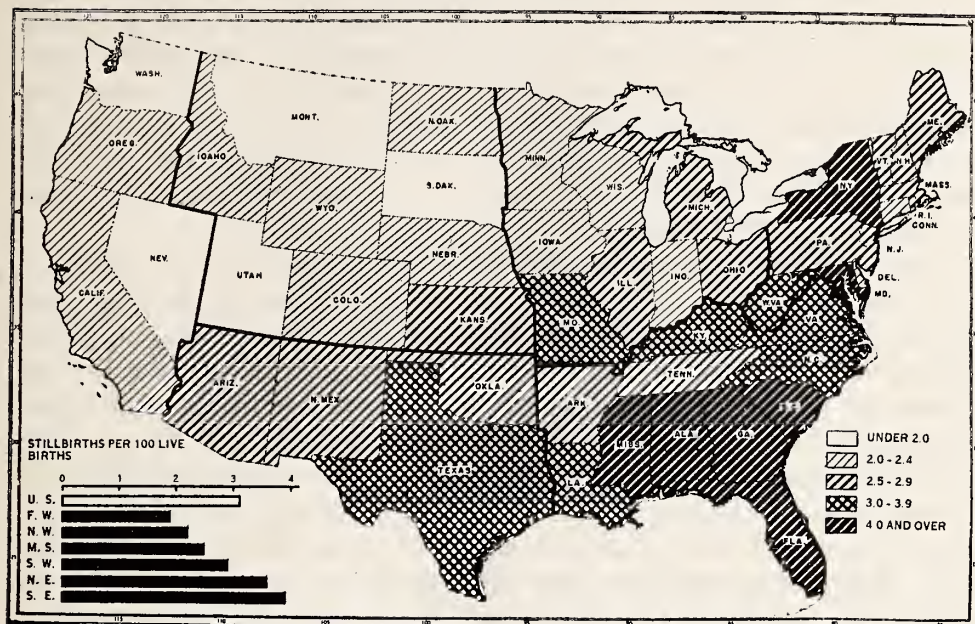 WASH.
MONT.
N.DAK.
MINN.
ME.
OREG.
IDAHO
S.DAK.
WIS.
MICH.
N.Y.
VT.
N.H.
MASS.
R.I.
CONN.
WYO.
NEBR.
IOWA
PA.
N.J.
NEV.
UTAH
COLO.
ILL.
IND.
OHIO
DEL.
MD.
CALIF.
KANS.
MO.
KY.
W.VA.
VA.
ARIZ.
N. MEX.
OKLA.
ARK.
TENN.
N.C.
TEXAS
LA.
MISS.
ALA.
GA.
FLA.
STILLBIRTHS PER 100 LIVE
BIRTHS
0 1 2 3 4
U. S.
F. W.
N. W.
M. S.
S. W.
N. E.
S. E.
UNDER 2.0
2.0 - 2.4
2.5 - 2.9
3.0 - 3.9
4.0 AND OVER